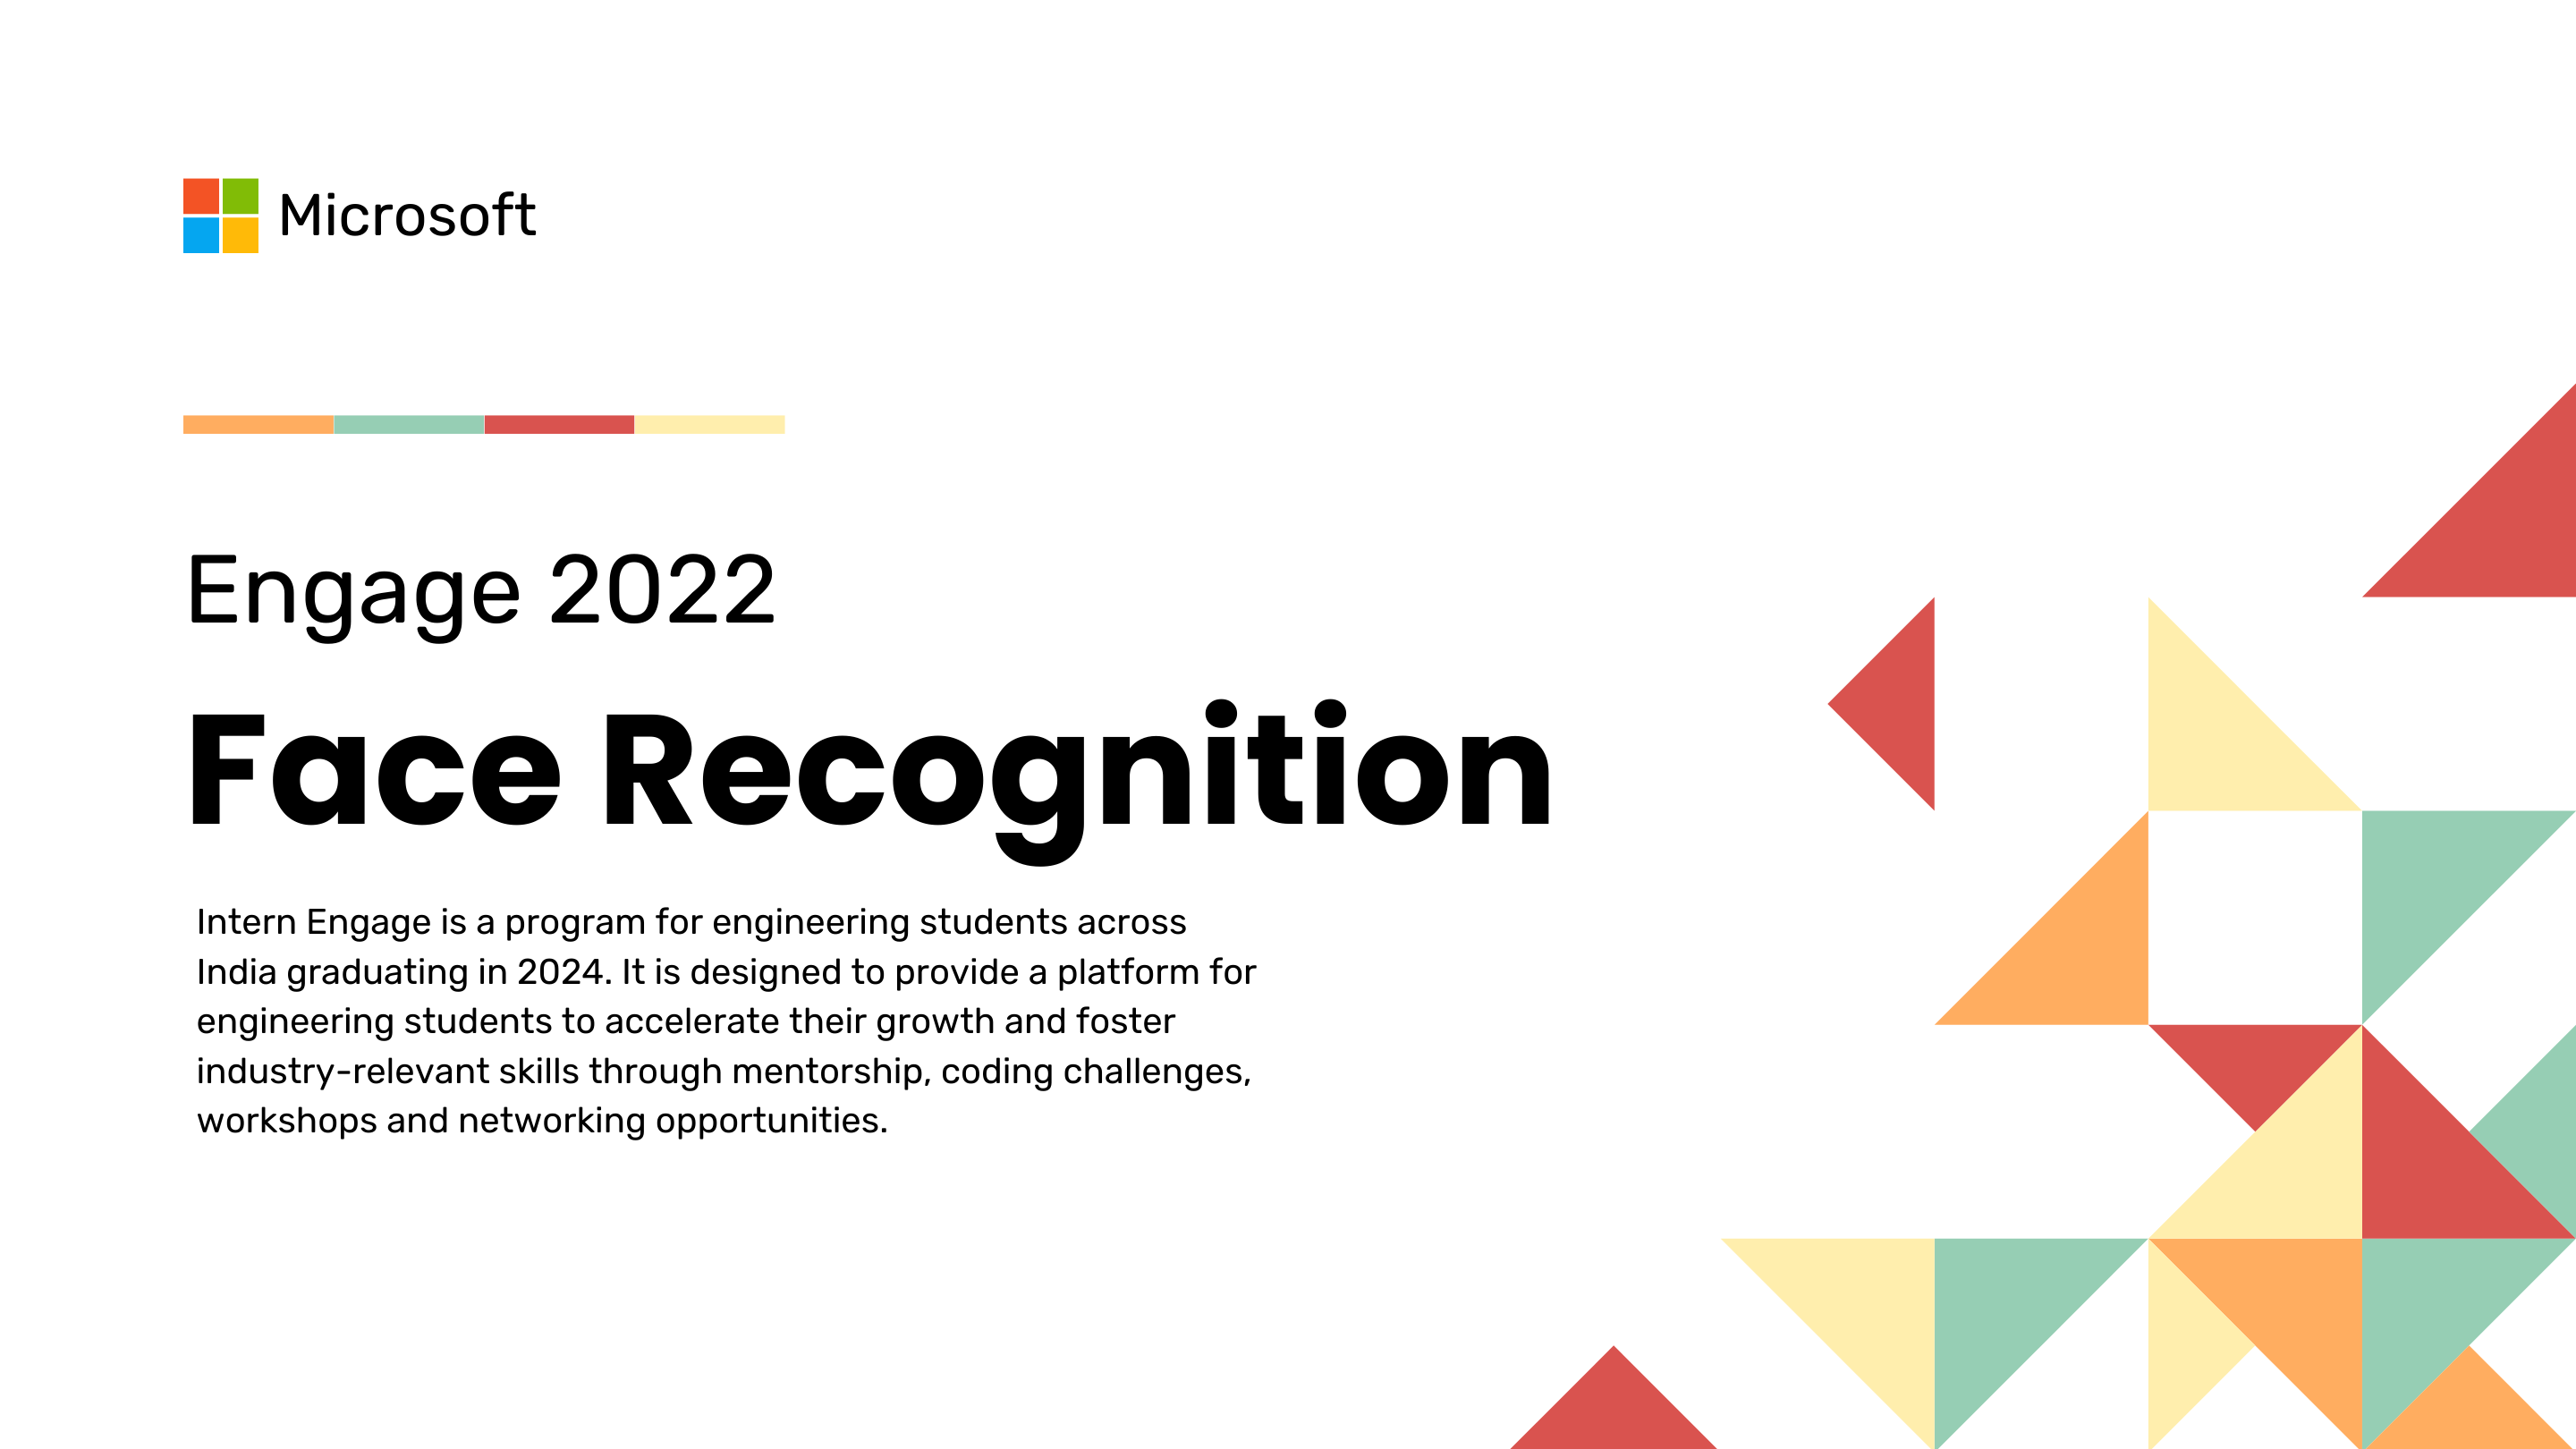 Microsoft
Engage 2022
Face Recognition
Intern Engage is a program for engineering students across
India graduating in 2024. It is designed to provide a platform for
engineering students to accelerate their growth and foster
industry-relevant skills through mentorship, coding challenges,
workshops and networking opportunities.